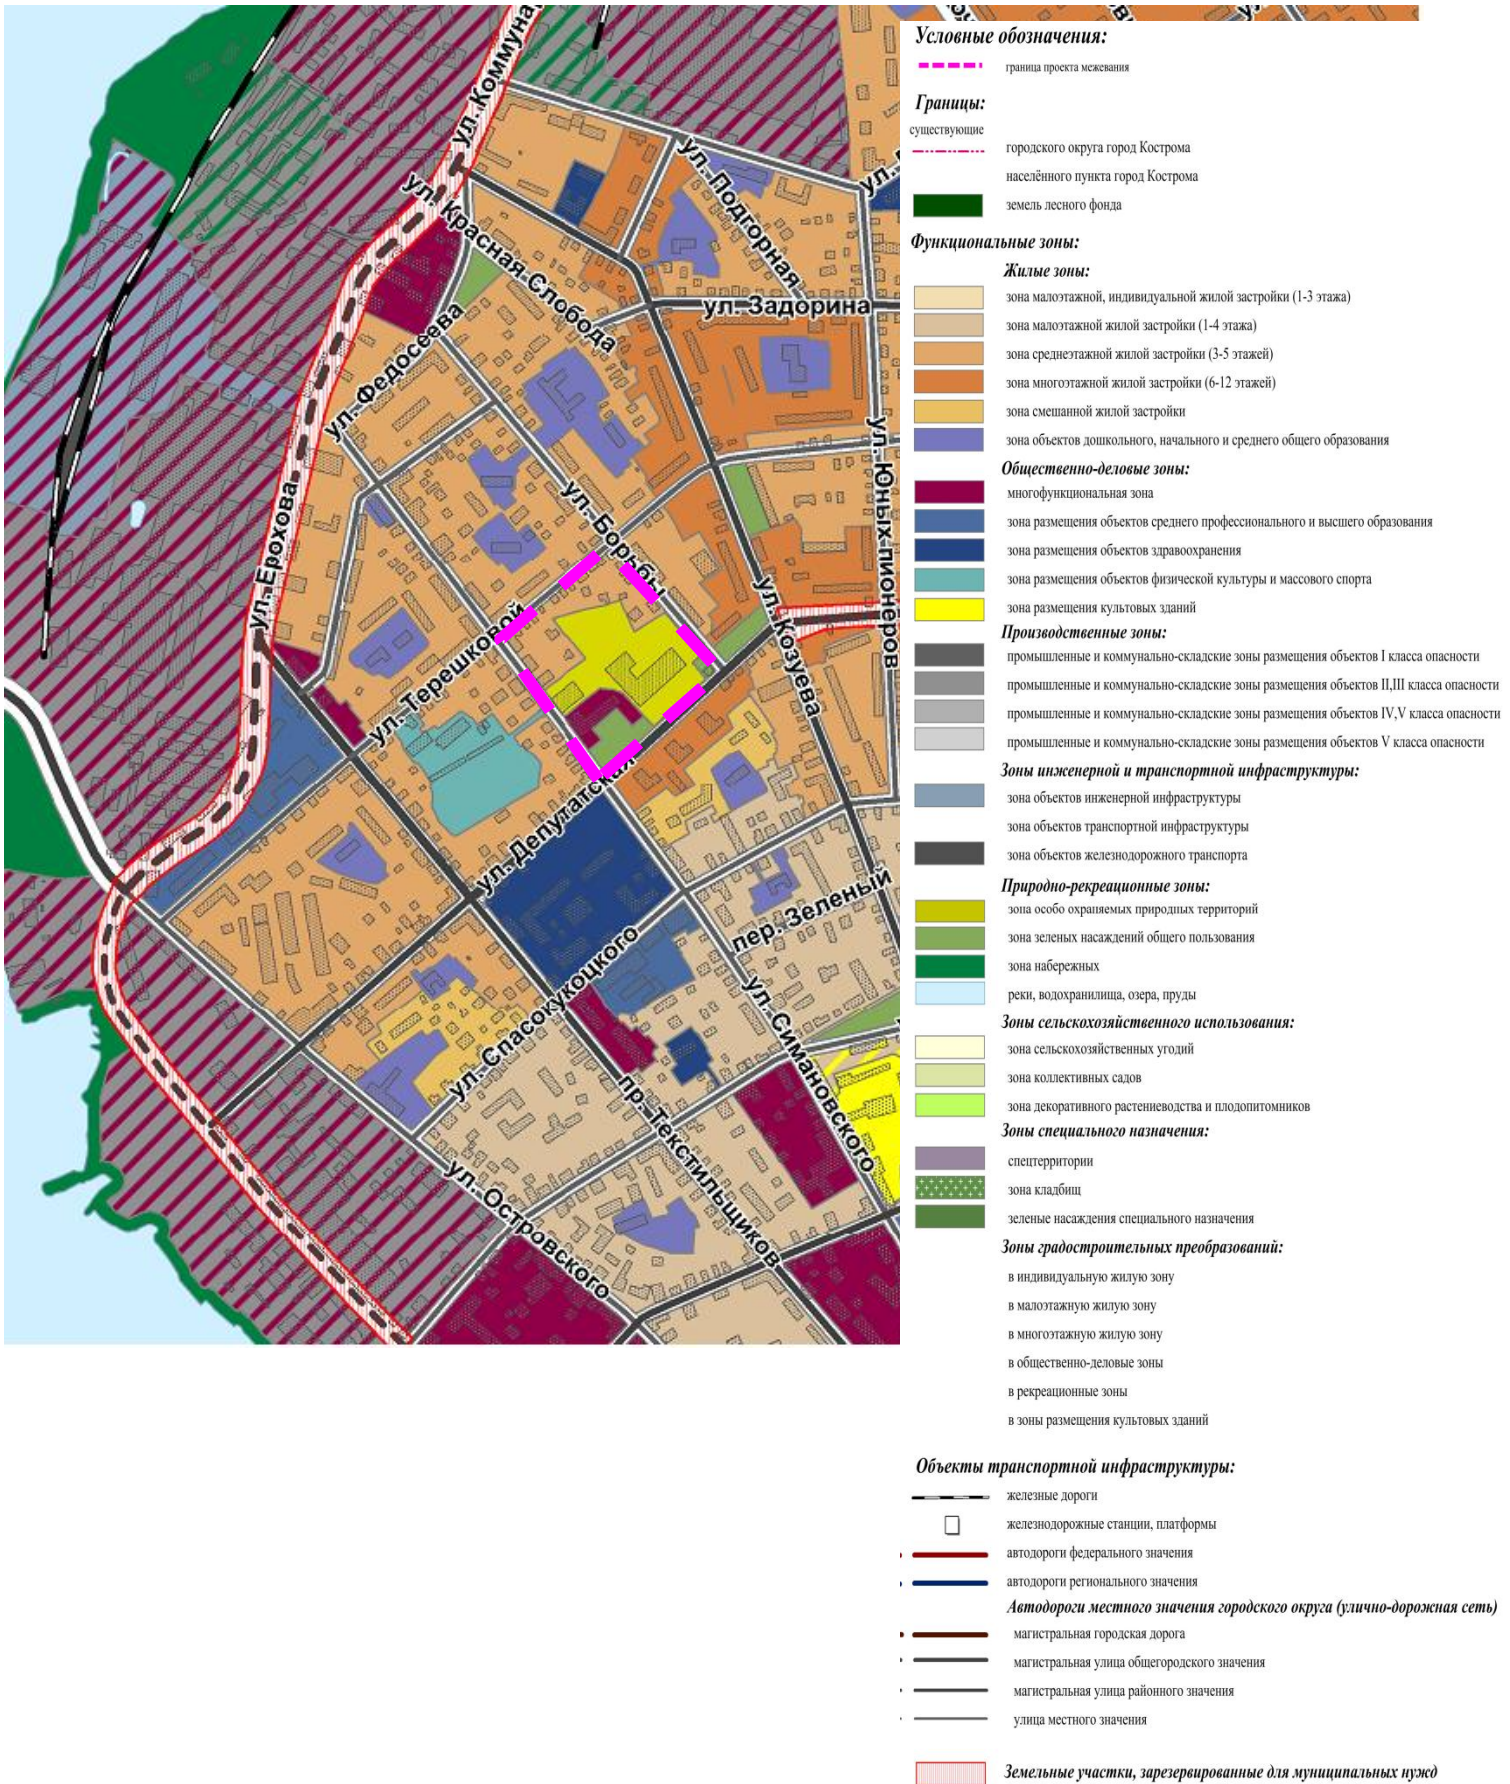 ул. Коммуна
ул. Красная Слобода
ул. Подгорная
ул. Задорина
ул. Федосеева
ул. Ерохова
ул. Борьбы
ул. Юных пионеров
ул. Козуева
ул. Терешковой
ул. Депутатская
пер. Зеленый
ул. Спасокукоцкого
ул. Симановского
пр. Текстильщиков
ул. Островского
Условные обозначения:
граница проекта межевания
Границы:
существующие
городского округа город Кострома
населённого пункта город Кострома
земель лесного фонда
Функциональные зоны:
Жилые зоны:
зона малоэтажной, индивидуальной жилой застройки (1-3 этажа)
зона малоэтажной жилой застройки (1-4 этажа)
зона среднеэтажной жилой застройки (3-5 этажей)
зона многоэтажной жилой застройки (6-12 этажей)
зона смешанной жилой застройки
зона объектов дошкольного, начального и среднего общего образования
Общественно-деловые зоны:
многофункциональная зона
зона размещения объектов среднего профессионального и высшего образования
зона размещения объектов здравоохранения
зона размещения объектов физической культуры и массового спорта
зона размещения культовых зданий
Производственные зоны:
промышленные и коммунально-складские зоны размещения объектов I класса опасности
промышленные и коммунально-складские зоны размещения объектов II,III класса опасности
промышленные и коммунально-складские зоны размещения объектов IV,V класса опасности
промышленные и коммунально-складские зоны размещения объектов V класса опасности
Зоны инженерной и транспортной инфраструктуры:
зона объектов инженерной инфраструктуры
зона объектов транспортной инфраструктуры
зона объектов железнодорожного транспорта
Природно-рекреационные зоны:
зона особо охраняемых природных территорий
зона зеленых насаждений общего пользования
зона набережных
реки, водохранилища, озера, пруды
Зоны сельскохозяйственного использования:
зона сельскохозяйственных угодий
зона коллективных садов
зона декоративного растениеводства и плодопитомников
Зоны специального назначения:
спецтерритории
зона кладбищ
зеленые насаждения специального назначения
Зоны градостроительных преобразований:
в индивидуальную жилую зону
в малоэтажную жилую зону
в многоэтажную жилую зону
в общественно-деловые зоны
в рекреационные зоны
в зоны размещения культовых зданий
Объекты транспортной инфраструктуры:
железные дороги
железнодорожные станции, платформы
автодороги федерального значения
автодороги регионального значения
Автодороги местного значения городского округа (улично-дорожная сеть)
магистральная городская дорога
магистральная улица общегородского значения
магистральная улица районного значения
улица местного значения
Земельные участки, зарезервированные для муниципальных нужд